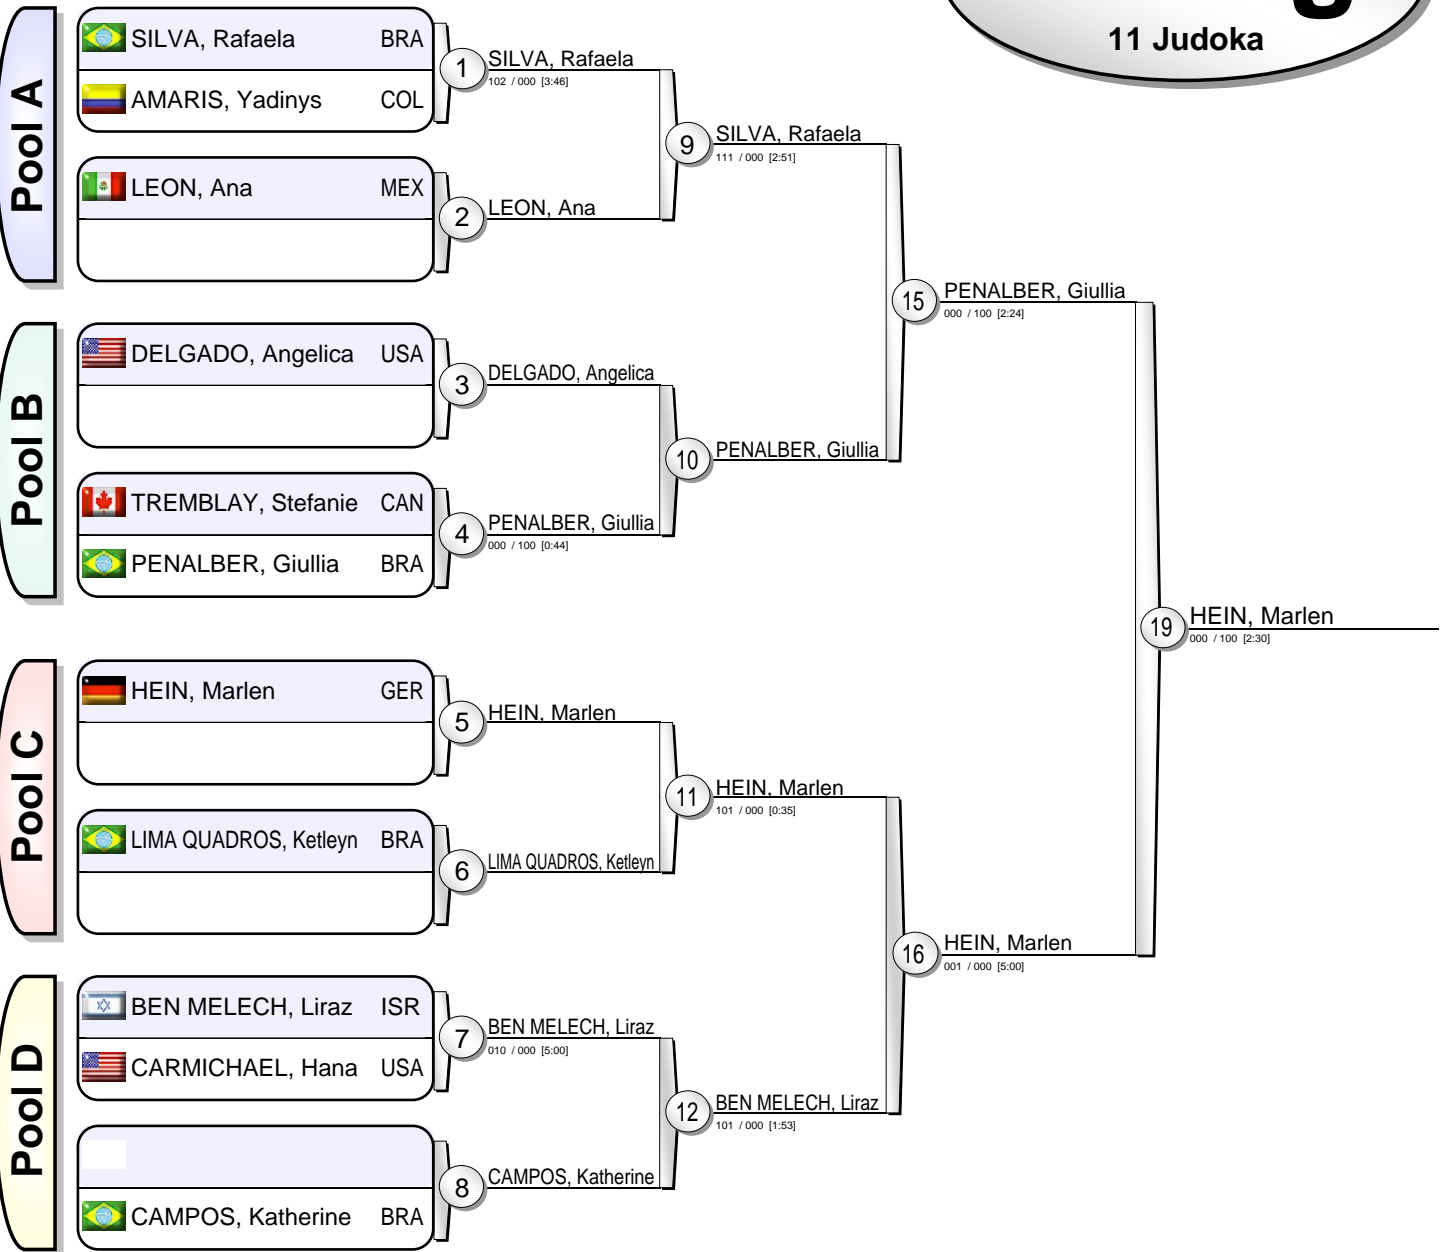 11 Judoka
Pool A
SILVA, Rafaela BRA
AMARIS, Yadinys COL
1
SILVA, Rafaela
102 / 000 [3:46]
LEON, Ana MEX
2
LEON, Ana
9
SILVA, Rafaela
111 / 000 [2:51]
Pool B
DELGADO, Angelica USA
3
DELGADO, Angelica
TREMBLAY, Stefanie CAN
PENALBER, Giullia BRA
4
PENALBER, Giullia
000 / 100 [0:44]
10
PENALBER, Giullia
15
PENALBER, Giullia
000 / 100 [2:24]
Pool C
HEIN, Marlen GER
5
HEIN, Marlen
LIMA QUADROS, Ketleyn BRA
6
LIMA QUADROS, Ketleyn
11
HEIN, Marlen
101 / 000 [0:35]
Pool D
BEN MELECH, Liraz ISR
CARMICHAEL, Hana USA
7
BEN MELECH, Liraz
010 / 000 [5:00]
CAMPOS, Katherine BRA
8
CAMPOS, Katherine
12
BEN MELECH, Liraz
101 / 000 [1:53]
16
HEIN, Marlen
001 / 000 [5:00]
19
HEIN, Marlen
000 / 100 [2:30]